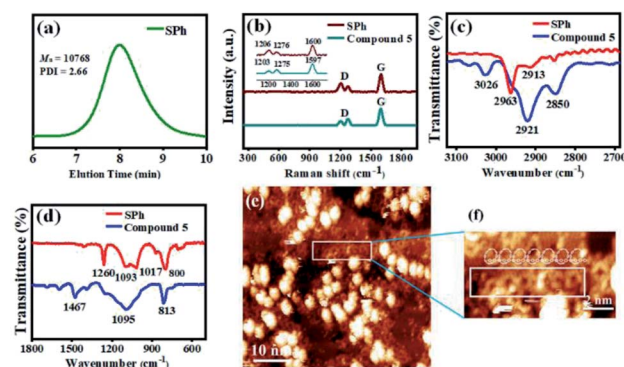 (a)
SPh
Mn = 10768
PDI = 2.66
6 7 8 9 10
Elution Time (min)
(b)
SPh
Compound 5
Intensity (a.u.)
1206 1276 1600
1203 1275 1597
1200 1400 1600
D G
D G
300 600 900 1200 1500 1800
Raman shift (cm-1)
(c)
SPh
Compound 5
Transmittance (%)
2913
3026 2963 2850
2921
3100 3000 2900 2800 2700
Wavenumber (cm-1)
(d)
SPh
Compound 5
Transmittance (%)
1260 1093 1017 800
1467 1095 813
1800 1500 1200 900 600
Wavenumber (cm-1)
(e)
10 nm
(f)
2 nm